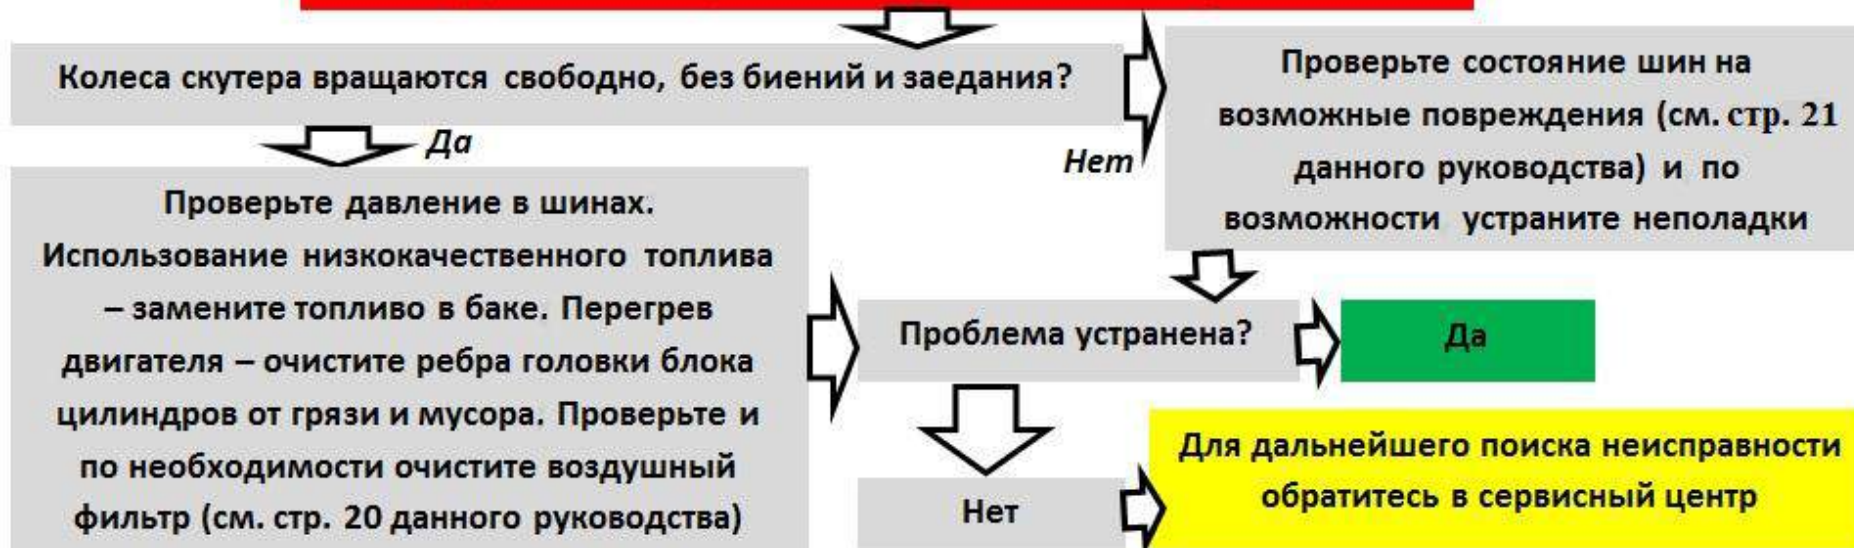 Колеса скутера вращаются свободно, без биений и заедания?
Да
Нет
Проверьте состояние шин на
возможные повреждения (см. стр. 21
данного руководства) и по
возможности устраните неполадки
Проверьте давление в шинах.
Использование низкокачественного топлива
– замените топливо в баке. Перегрев
двигателя – очистите ребра головки блока
цилиндров от грязи и мусора. Проверьте и
по необходимости очистите воздушный
фильтр (см. стр. 20 данного руководства)
Проблема устранена?
Да
Нет
Для дальнейшего поиска неисправности
обратитесь в сервисный центр